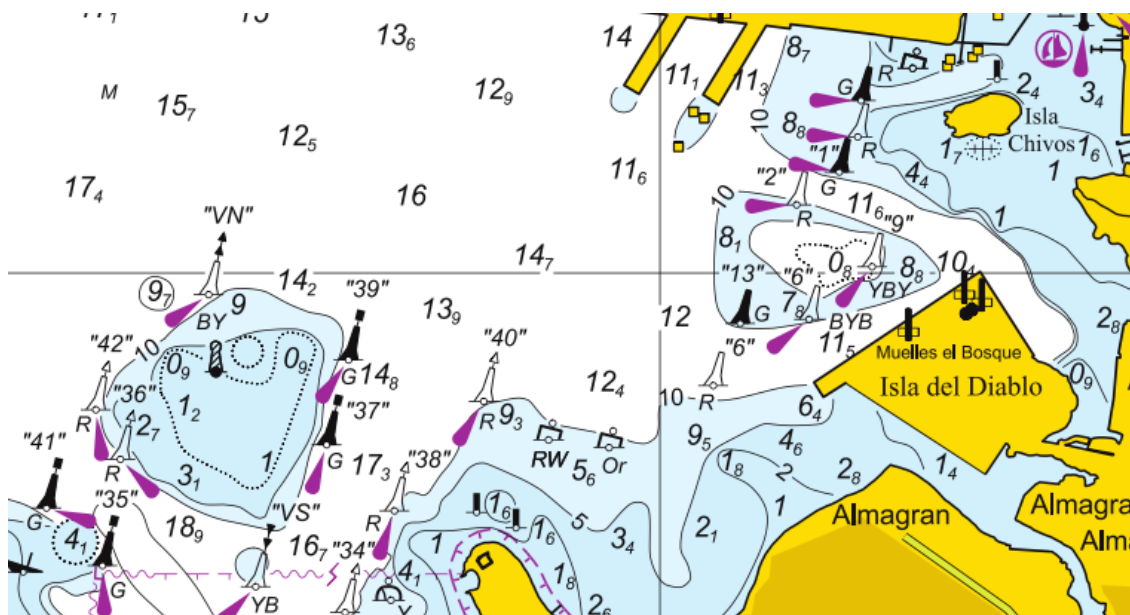 11₁
15
13₆
14
8₇
R
M
15₇
12₉
11₁
11₃
G
2₄
3₄
12₅
10
8₈
R
Isla
Chivos
1₇
1₆
17₄
16
11₆
"1"
G
4₄
1
"2"
R
10
11₆
"9"
1
"VN"
14₇
8₁
0₈
8₈
10₄
9₇
9
BY
14₂
"39"
"13"
G
"6"
7₈
YBY
BYB
13₉
12
"6"
11₅
Muelles el Bosque
2₈
10
"42"
0₉
0₉
G
14₈
"40"
12₄
Isla del Diablo
0₉
R
"36"
1₂
"37"
R
9₃
10
R
6₄
2₇
R
RW
Or
9₅
4₆
"41"
3₁
1
G
17₃
"38"
5₆
1₈
2
2₈
1₄
G
"35"
18₉
"VS"
R
1₆
5
1
Almagran
Almagra
4₁
16₇
"34"
1
1₆
3₄
2₁
Alma
G
YB
4₁
1₈
Y
2₆